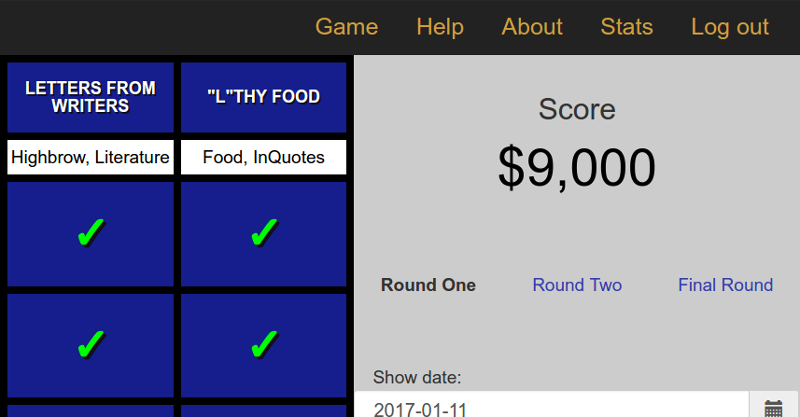 Game Help About Stats Log out
LETTERS FROM
WRITERS
"L"THY FOOD
Highbrow, Literature
Food, InQuotes
Score
$9,000
Round One Round Two Final Round
Show date:
2017-01-11